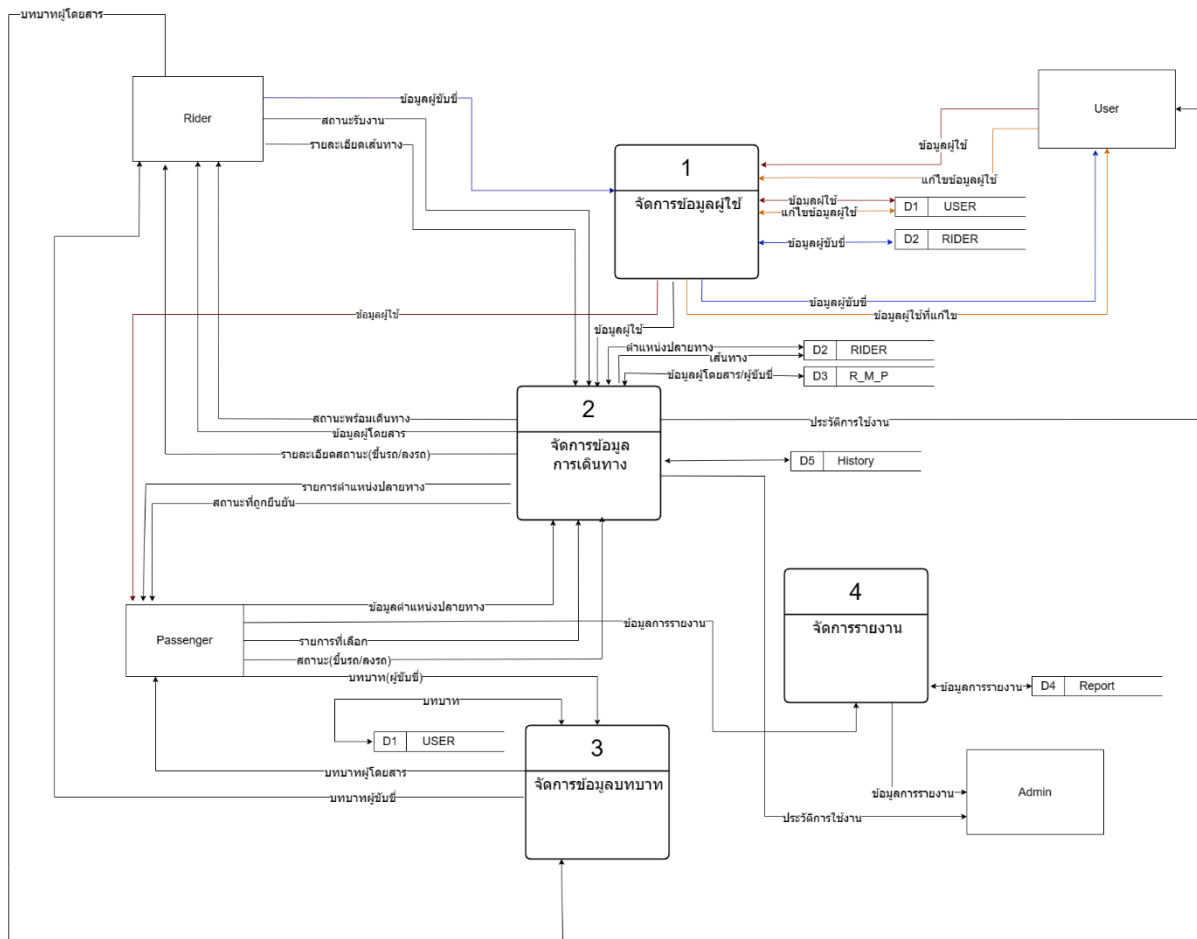 บทบาทผู้โดยสาร
Rider
ข้อมูลผู้ขับขี่
สถานะรับงาน
รายละเอียดเส้นทาง
User
ข้อมูลผู้ใช้
แก้ไขข้อมูลผู้ใช้
1
จัดการข้อมูลผู้ใช้
ข้อมูลผู้ใช้
แก้ไขข้อมูลผู้ใช้
D1 USER
ข้อมูลผู้ขับขี่
D2 RIDER
ข้อมูลผู้ขับขี่
ข้อมูลผู้ใช้
ข้อมูลผู้ใช้ที่แก้ไข
ข้อมูลผู้ใช้
ตำแหน่งปลายทาง
เส้นทาง
D2 RIDER
ข้อมูลผู้โดยสาร/ผู้ขับขี่
D3 R_M_P
2
จัดการข้อมูล
การเดินทาง
สถานะพร้อมเดินทาง
ข้อมูลผู้โดยสาร
รายละเอียดสถานะ(ขึ้นรถ/ลงรถ)
ประวัติการใช้งาน
D5 History
รายการตำแหน่งปลายทาง
สถานะที่ถูกยืนยัน
Passenger
ข้อมูลตำแหน่งปลายทาง
ข้อมูลการรายงาน
รายการที่เลือก
สถานะ(ขึ้นรถ/ลงรถ)
บทบาท(ผู้ขับขี่)
4
จัดการรายงาน
ข้อมูลการรายงาน
D4 Report
บทบาท
D1 USER
3
จัดการข้อมูลบทบาท
บทบาทผู้โดยสาร
บทบาทผู้ขับขี่
ข้อมูลการรายงาน
Admin
ประวัติการใช้งาน